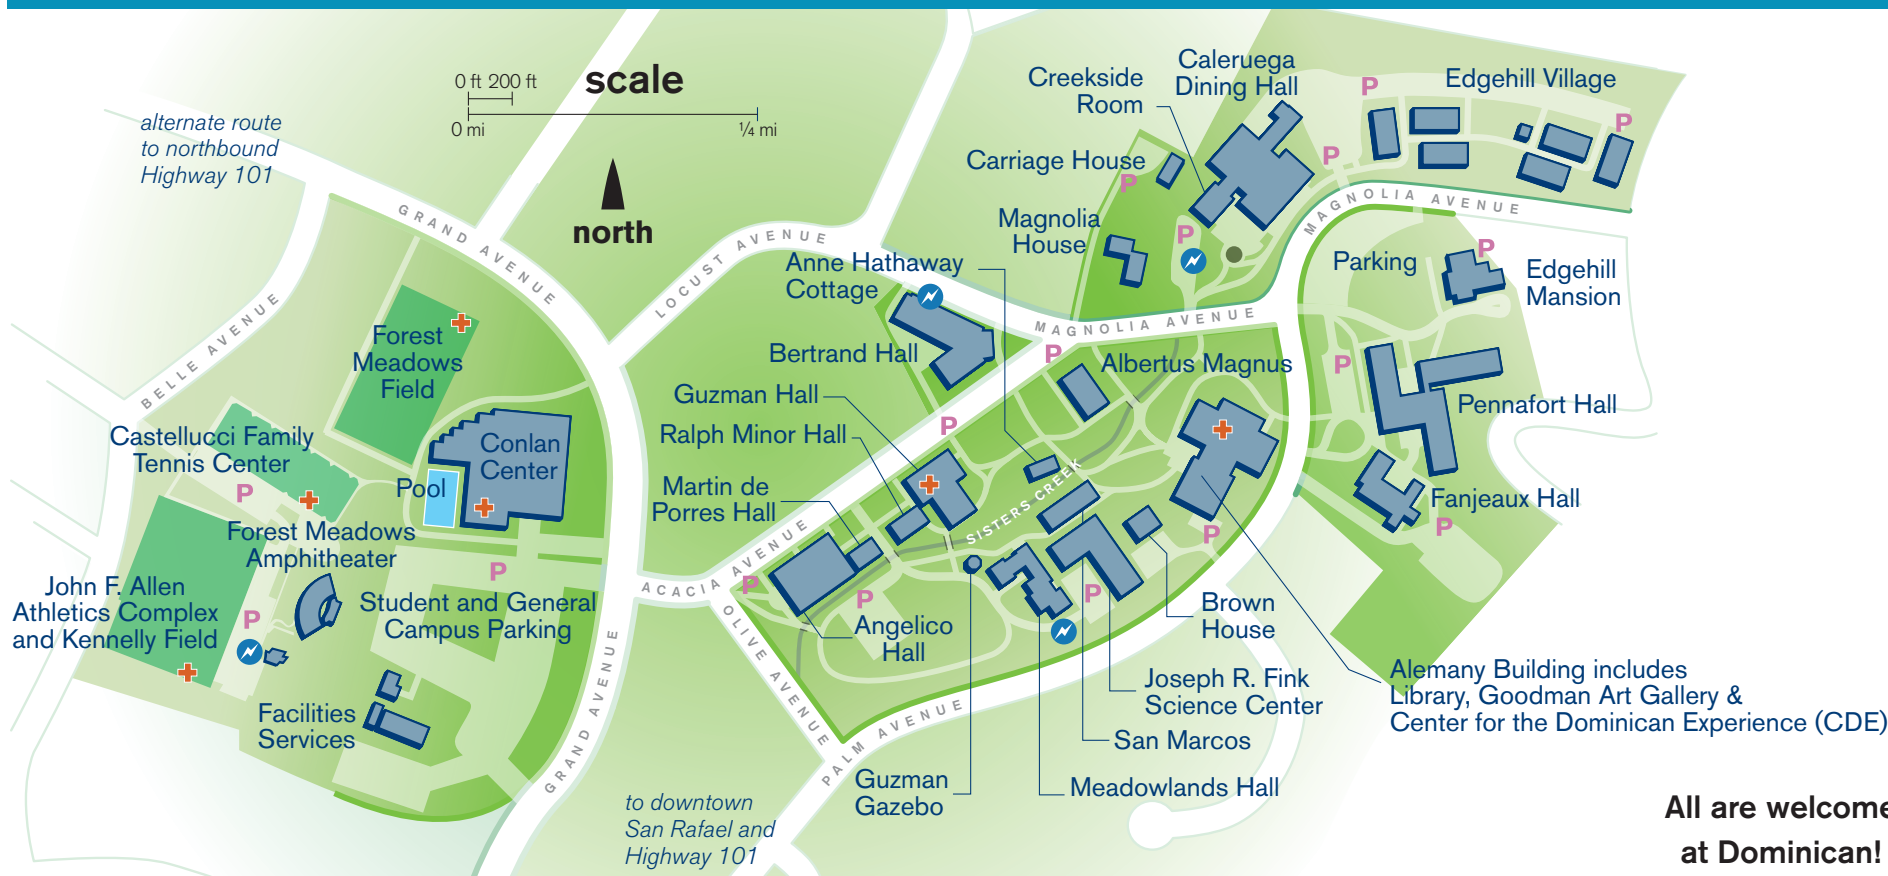 0 ft 200 ft
scale
0 mi
¼ mi
north
alternate route
to northbound
Highway 101
GRAND AVENUE
LOCUST AVENUE
BELLE AVENUE
Forest
Meadows
Field
Castellucci Family
Tennis Center
P
Pool
Conlan
Center
Forest Meadows
Amphitheater
John F. Allen
Athletics Complex
and Kennelly Field
P
P
Student and General
Campus Parking
Facilities
Services
GRAND AVENUE
to downtown
San Rafael and
Highway 101
Creekside
Room
Caleruega
Dining Hall
Carriage House
P
Magnolia
House
P
Edgehill Village
P
P
P
MAGNOLIA AVENUE
Anne Hathaway
Cottage
Bertrand Hall
MAGNOLIA AVENUE
P
Albertus Magnus
Guzman Hall
P
Ralph Minor Hall
Martin de
Porres Hall
SISTERS CREEK
ACACIA AVENUE
P
OLIVE AVENUE
P
Angelico
Hall
PALM AVENUE
Guzman
Gazebo
Meadowlands Hall
San Marcos
Joseph R. Fink
Science Center
P
Brown
House
P
Parking
P
Edgehill
Mansion
P
Pennafort Hall
Fanjeaux Hall
P
Alemany Building includes
Library, Goodman Art Gallery &
Center for the Dominican Experience (CDE)
All are welcome
at Dominican!